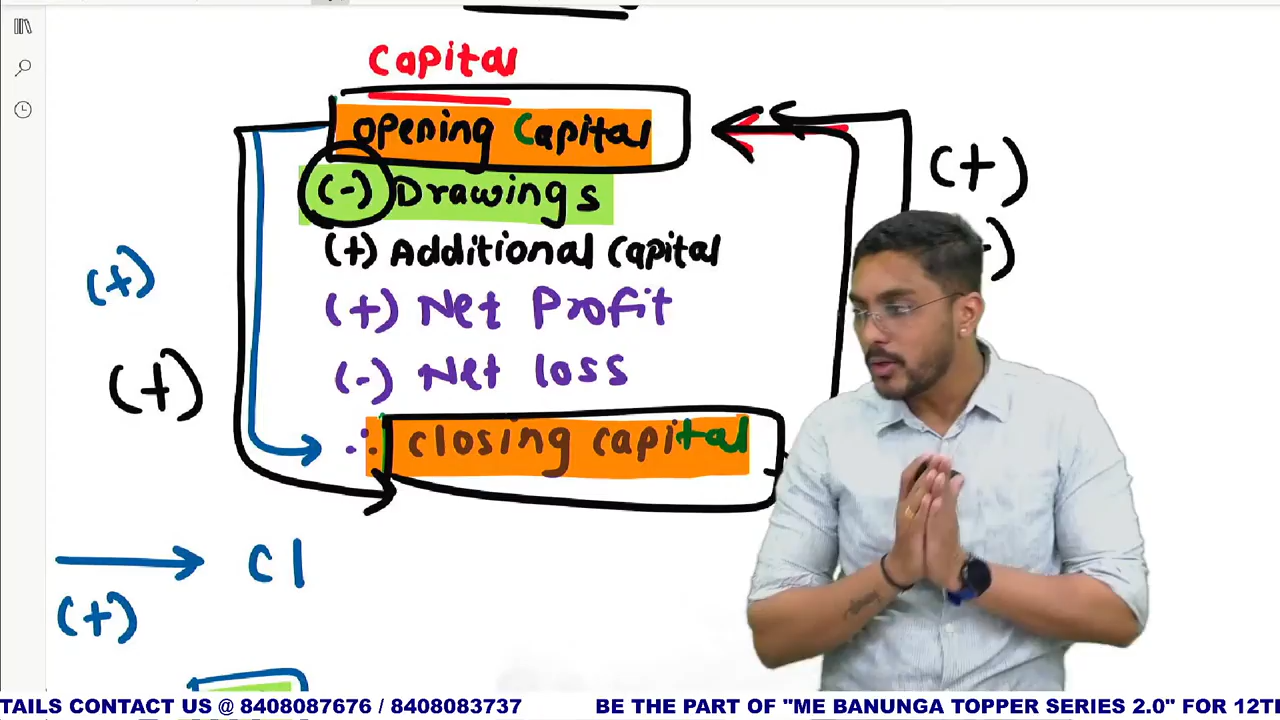 Capital
opening Capital
(-) Drawings
(+) Additional Capital
(+) Net Profit
(-) Net loss
∴ closing capital
(+)
(+)
(+)
-)
cl
(+)
TAILS CONTACT US @ 8408087676 / 8408083737 BE THE PART OF "ME BANUNGA TOPPER SERIES 2.0" FOR 12TH